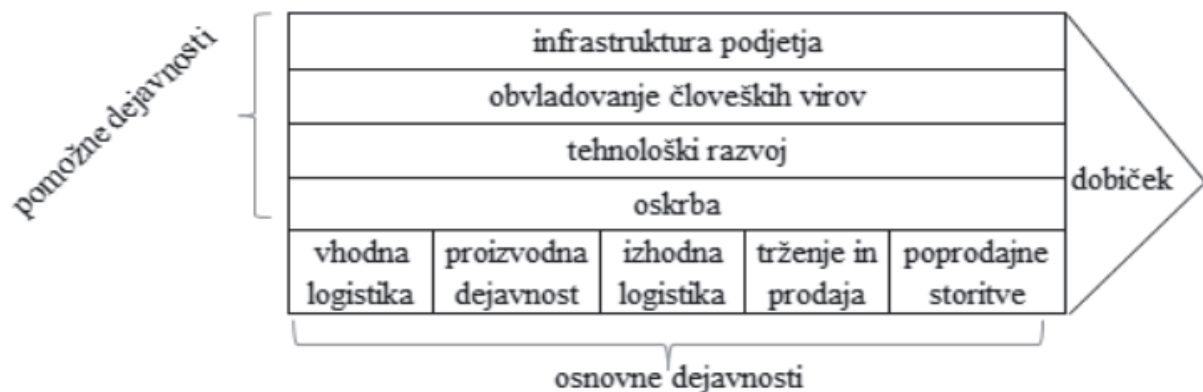 pomožne dejavnosti
infrastruktura podjetja
obvladovanje človeških virov
tehnološki razvoj
oskrba
dobiček
vhodna logistika
proizvodna dejavnost
izhodna logistika
trženje in prodaja
poprodajne storitve
osnovne dejavnosti